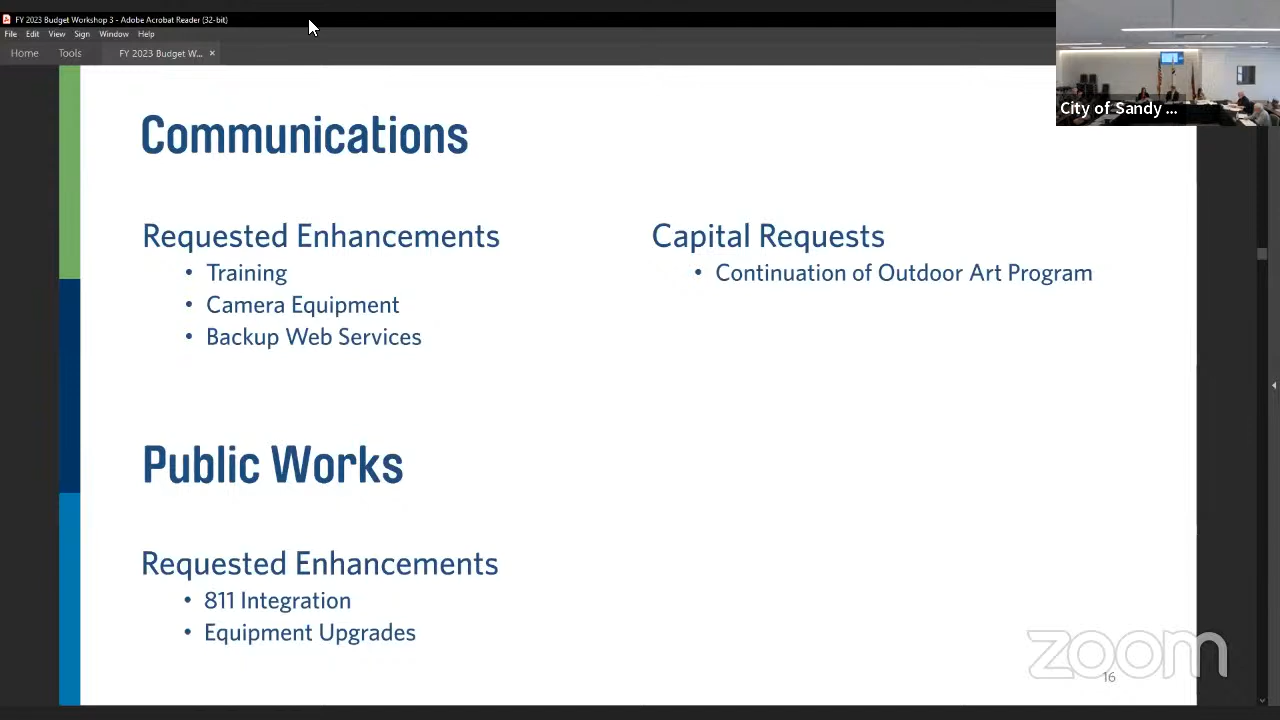 FY 2023 Budget Workshop 3 - Adobe Acrobat Reader (32-bit)
File Edit View Sign Window Help
Home Tools FY 2023 Budget W... ×
City of Sandy ...
Communications
Requested Enhancements
• Training
• Camera Equipment
• Backup Web Services
Capital Requests
• Continuation of Outdoor Art Program
Public Works
Requested Enhancements
• 811 Integration
• Equipment Upgrades
zoom
16